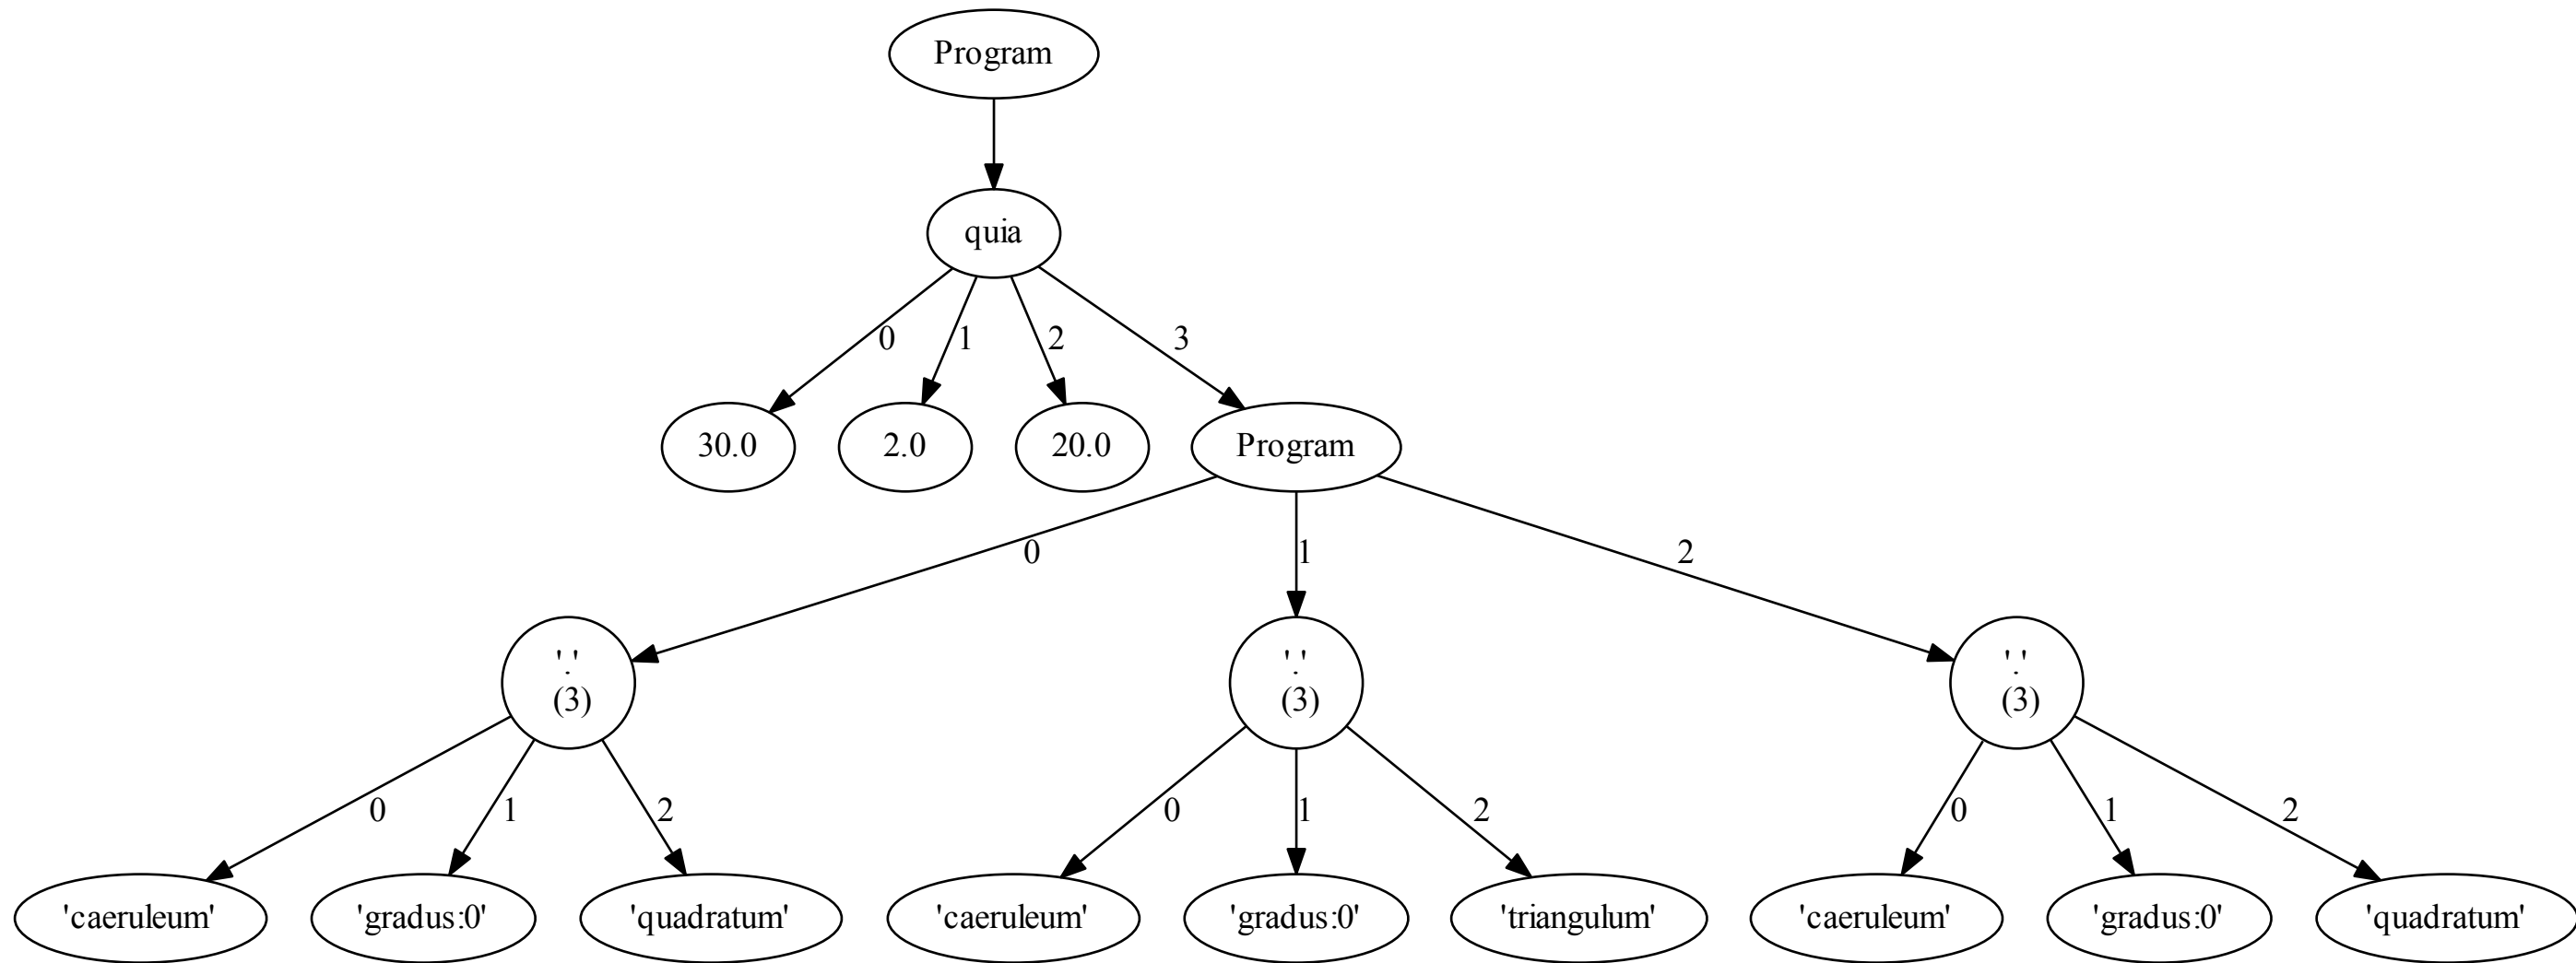 Program
quia
0 1 2 3
30.0 2.0 20.0 Program
0 1 2
'.' '.' '.'
(3) (3) (3)
0 1 2 0 1 2 0 1 2
'caeruleum' 'gradus:0' 'quadratum' 'caeruleum' 'gradus:0' 'triangulum' 'caeruleum' 'gradus:0' 'quadratum'